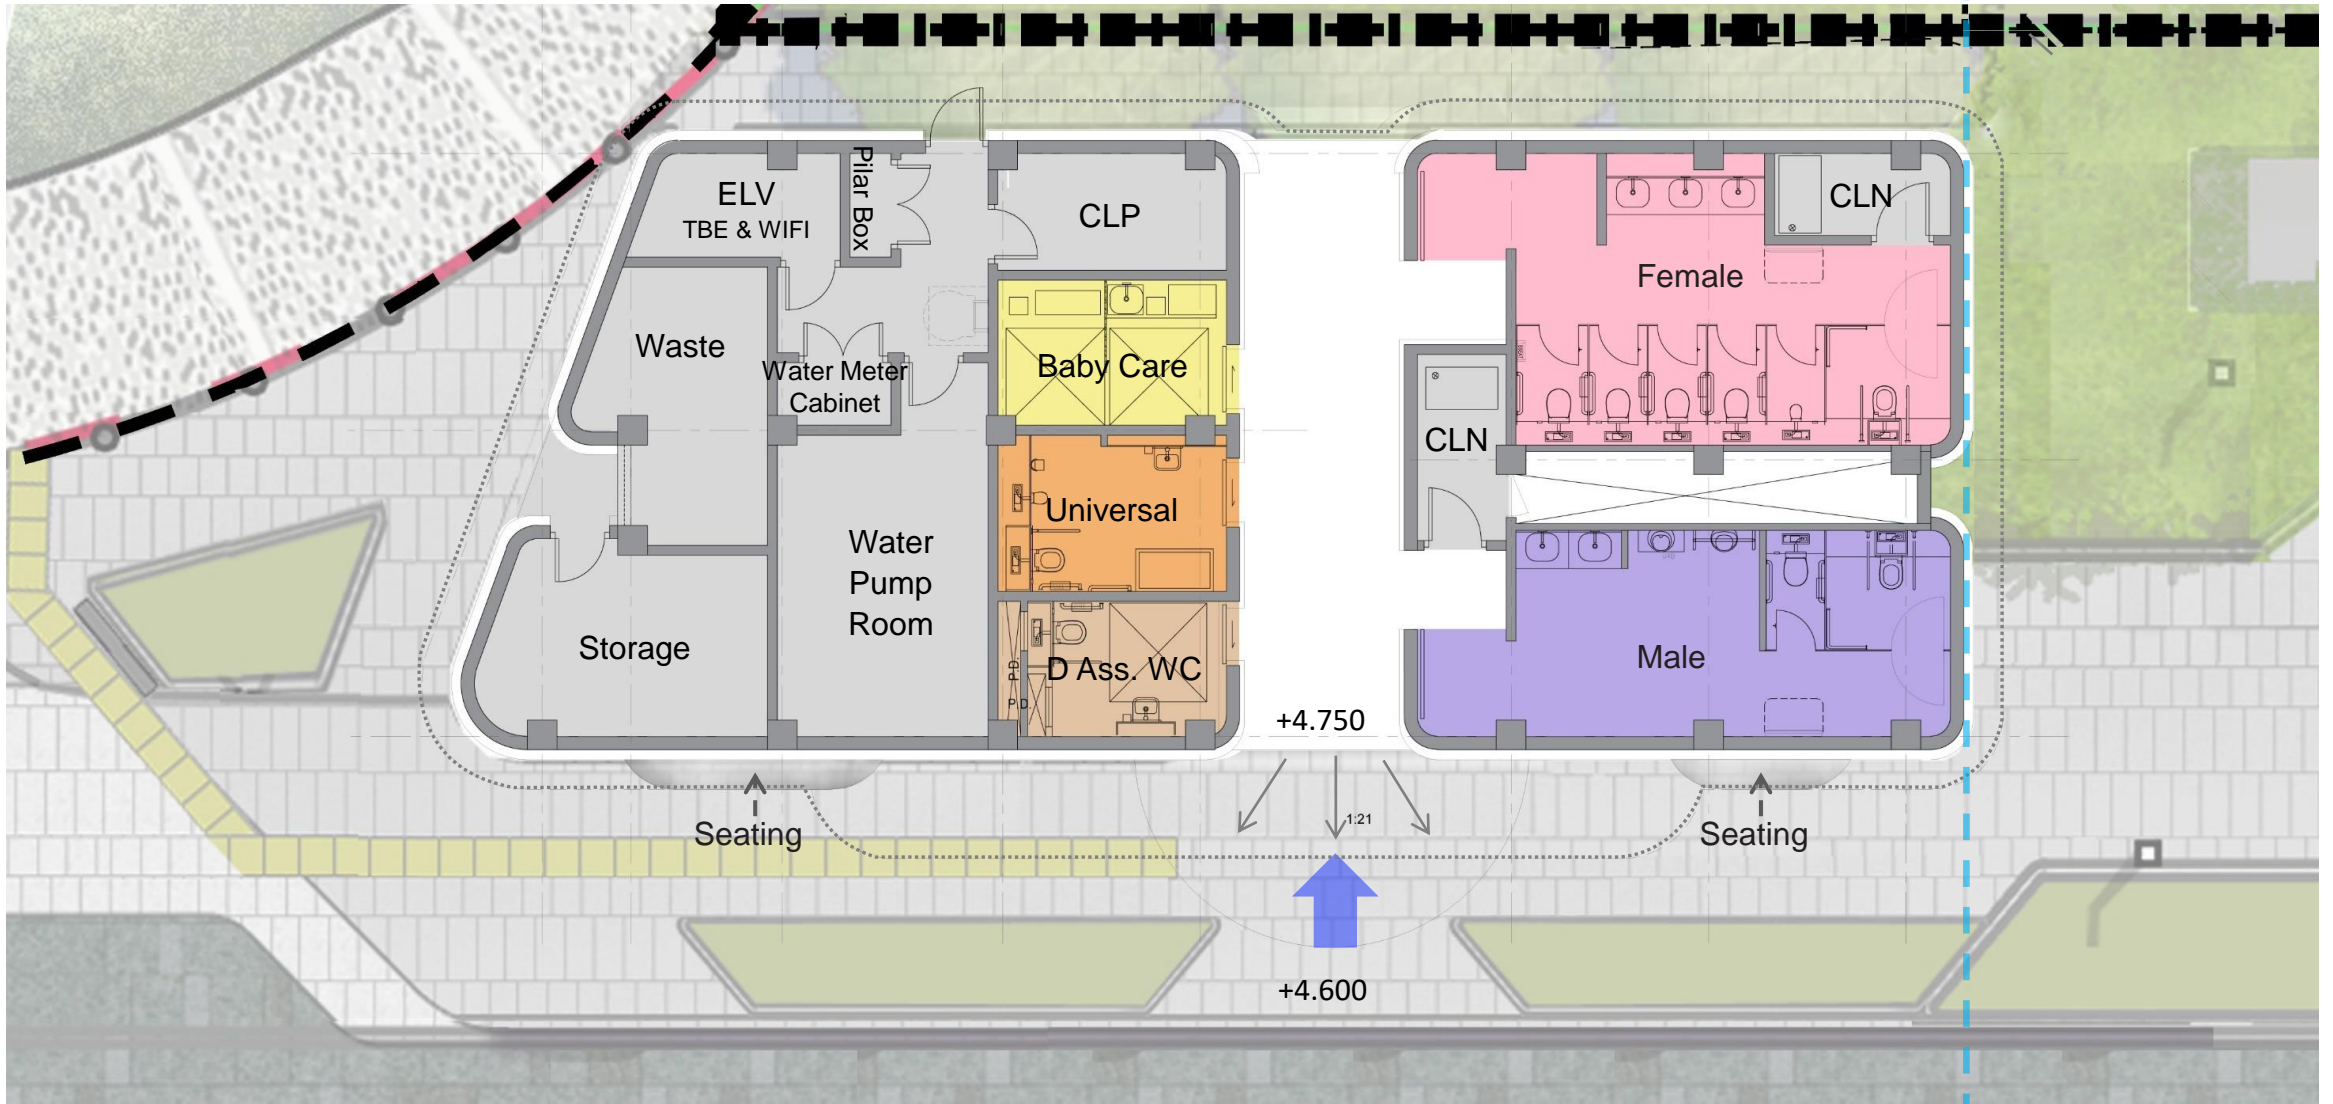 ELV
TBE & WIFI
Pilar Box
CLP
CLN
Female
Waste
Water Meter
Cabinet
Baby Care
CLN
Universal
Water
Pump
Room
Storage
D Ass. WC
P.D.
P.D.
Male
+4.750
1:21
Seating
Seating
+4.600